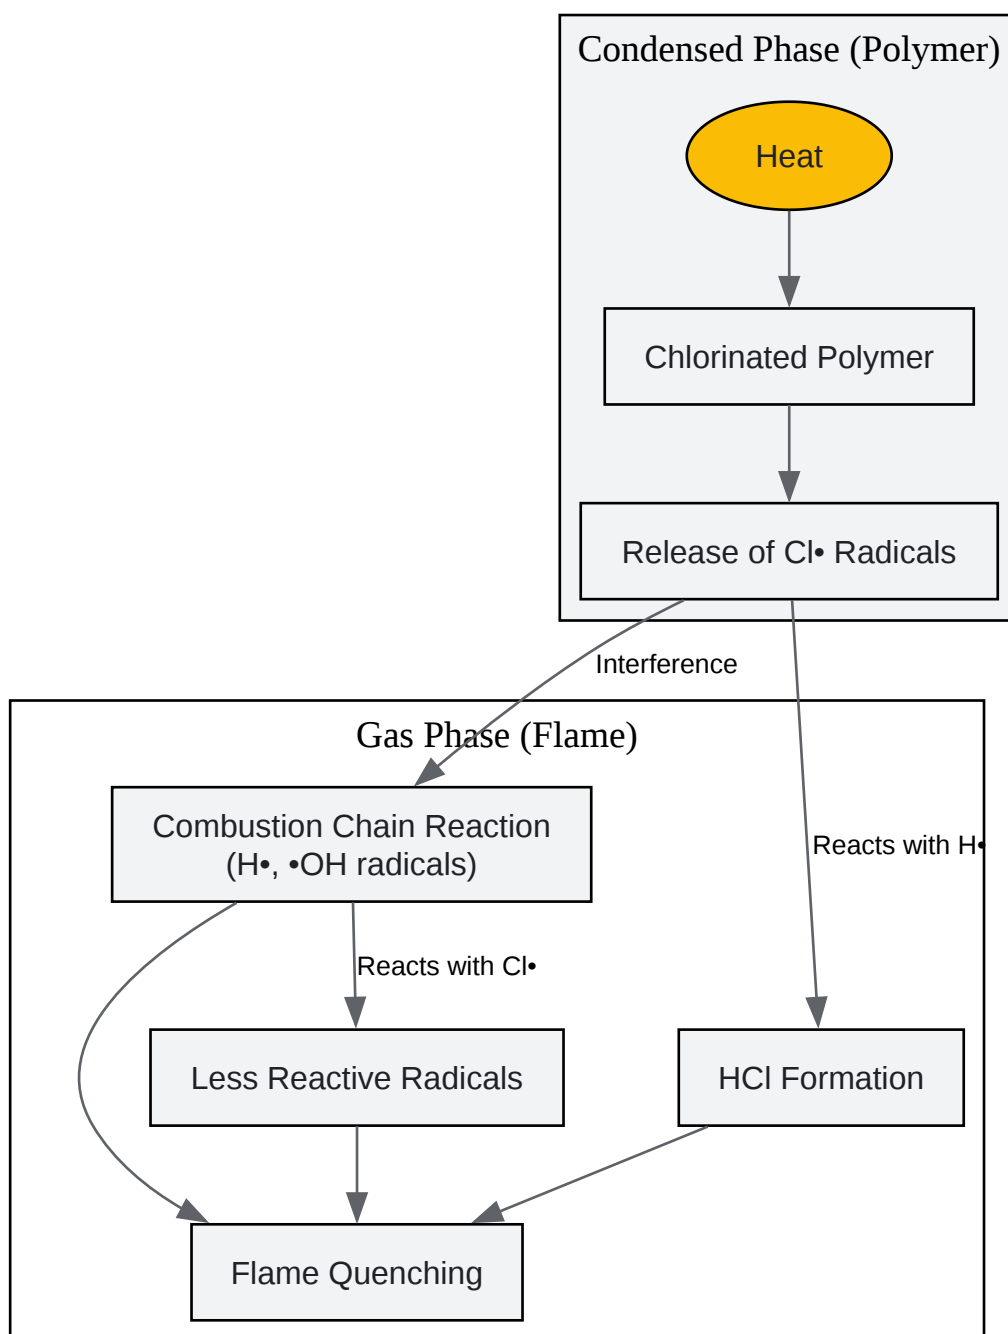 Condensed Phase (Polymer)
Heat
Chlorinated Polymer
Release of Cl• Radicals
Interference
Gas Phase (Flame)
Combustion Chain Reaction
(H•, •OH radicals)
Reacts with H•
Reacts with Cl•
Less Reactive Radicals
HCl Formation
Flame Quenching